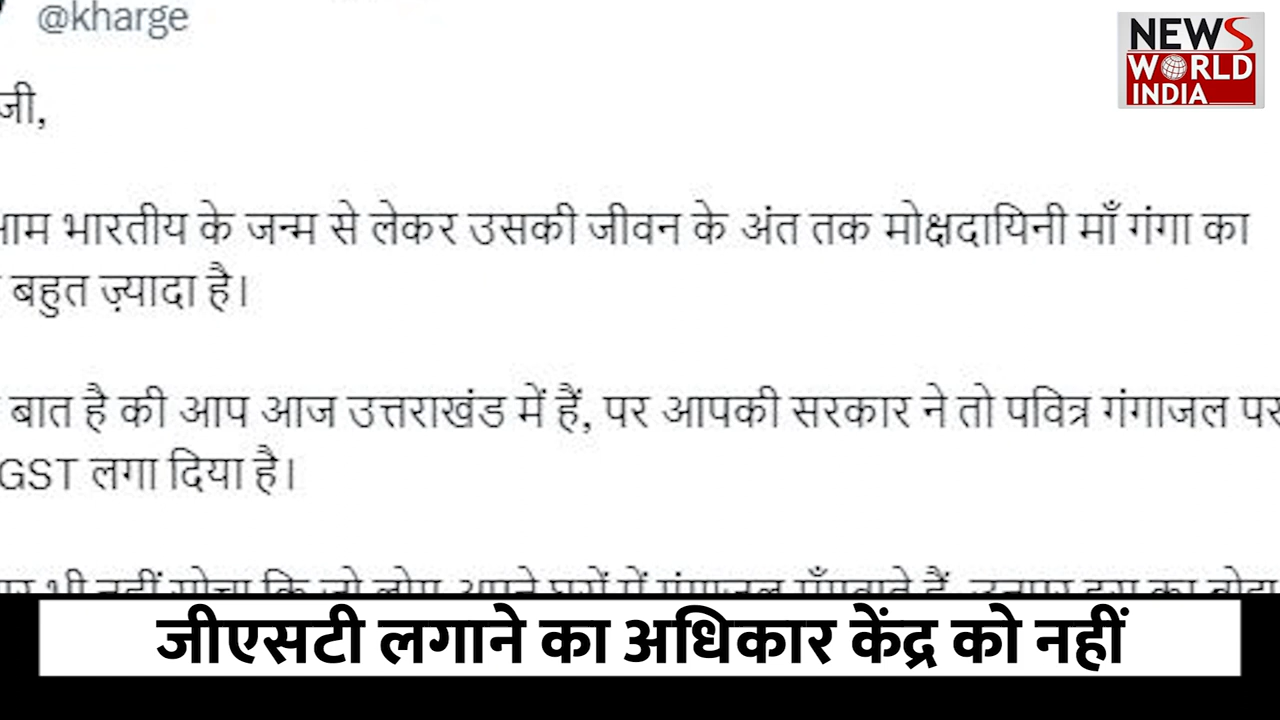 @kharge
NEWS
WORLD
INDIA
जी,
भारतीय के जन्म से लेकर उसकी जीवन के अंत तक मोक्षदायिनी माँ गंगा का
बहुत ज़्यादा है।
बात है की आप आज उत्तराखंड में हैं, पर आपकी सरकार ने तो पवित्र गंगाजल पर
GST लगा दिया है।
जीएसटी लगाने का अधिकार केंद्र को नहीं